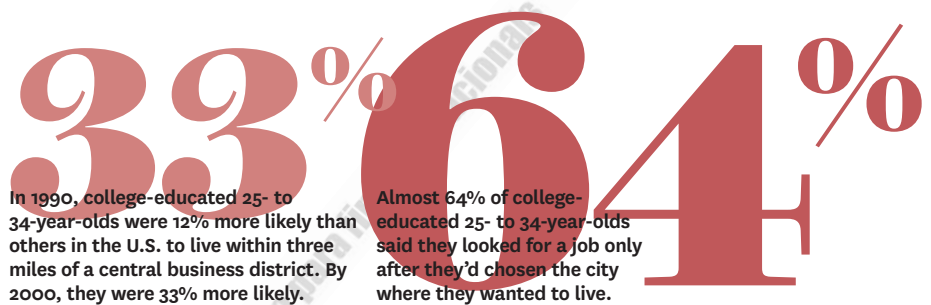 33%
In 1990, college-educated 25- to
34-year-olds were 12% more likely than
others in the U.S. to live within three
miles of a central business district. By
2000, they were 33% more likely.
64%
Almost 64% of college-
educated 25- to 34-year-olds
said they looked for a job only
after they’d chosen the city
where they wanted to live.